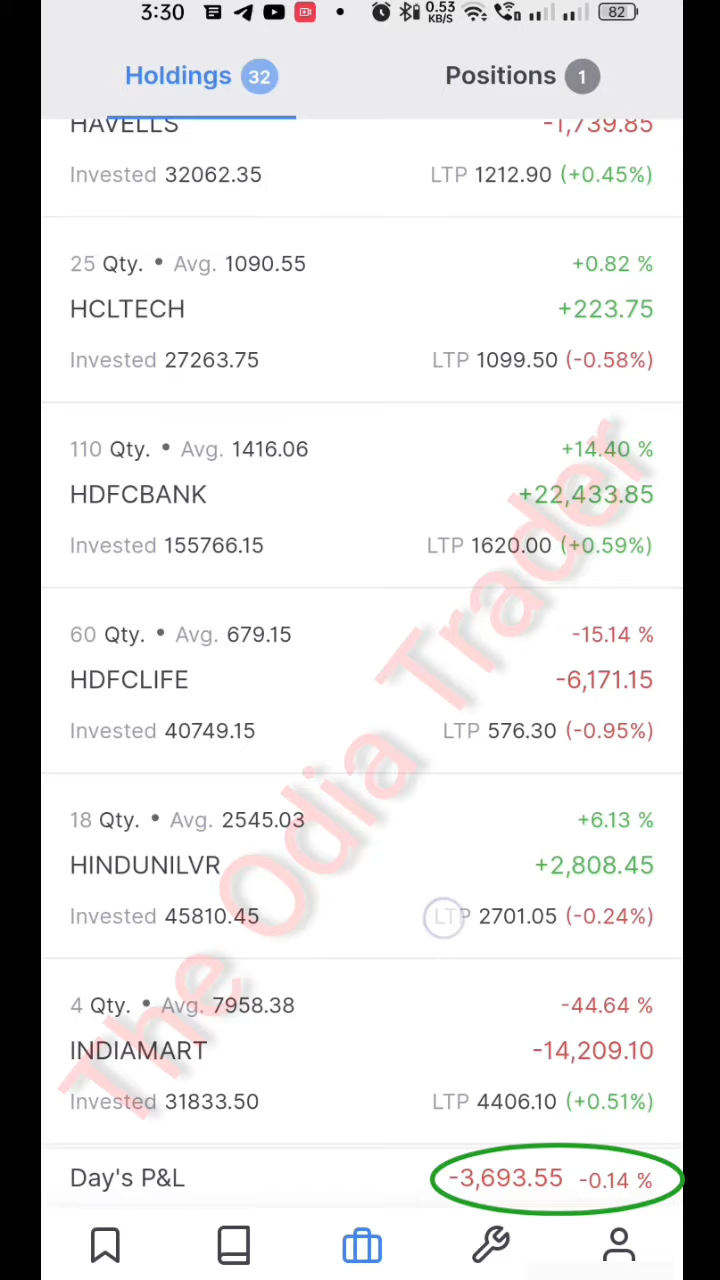 3:30 0.53 KB/S 82
Holdings 32 Positions 1
HAVELLS -1,739.85
Invested 32062.35 LTP 1212.90 (+0.45%)
25 Qty. • Avg. 1090.55 +0.82 %
HCLTECH +223.75
Invested 27263.75 LTP 1099.50 (-0.58%)
110 Qty. • Avg. 1416.06 +14.40 %
HDFCBANK +22,433.85
Invested 155766.15 LTP 1620.00 (+0.59%)
60 Qty. • Avg. 679.15 -15.14 %
HDFCLIFE -6,171.15
Invested 40749.15 LTP 576.30 (-0.95%)
18 Qty. • Avg. 2545.03 +6.13 %
HINDUNILVR +2,808.45
Invested 45810.45 LTP 2701.05 (-0.24%)
4 Qty. • Avg. 7958.38 -44.64 %
INDIAMART -14,209.10
Invested 31833.50 LTP 4406.10 (+0.51%)
Day's P&L -3,693.55 -0.14 %
The Odia Trader